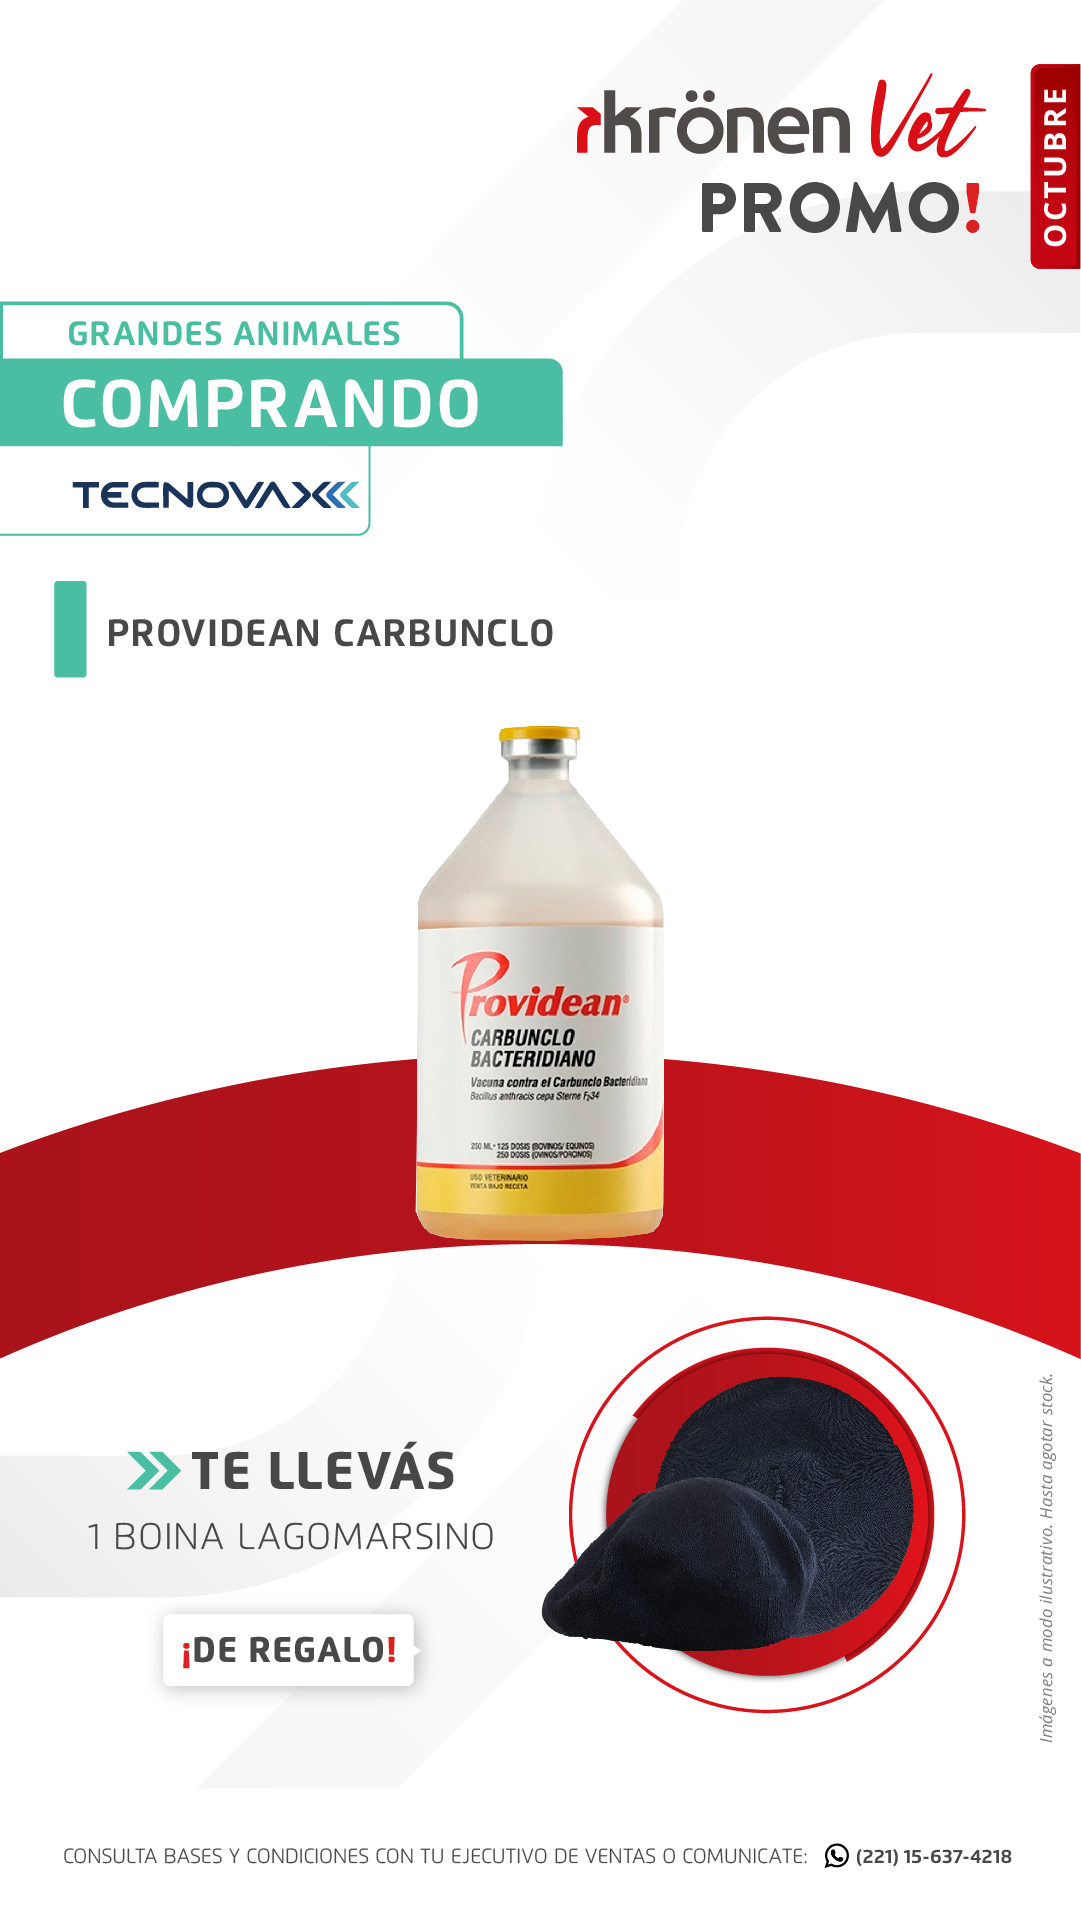 krönen Vet
PROMO!
OCTUBRE
GRANDES ANIMALES
COMPRANDO
TECNOVAX
PROVIDEAN CARBUNCLO
Providean®
CARBUNCLO
BACTERIDIANO
Vacuna contra el Carbunclo Bacteridiano
Bacillus anthracis cepa Sterne F₂34
250 ML • 125 DOSIS (BOVINOS/ EQUINOS)
250 DOSIS (OVINOS/PORCINOS)
USO VETERINARIO
VENTA BAJO RECETA
TE LLEVÁS
1 BOINA LAGOMARSINO
¡DE REGALO!
Imágenes a modo ilustrativo. Hasta agotar stock.
CONSULTA BASES Y CONDICIONES CON TU EJECUTIVO DE VENTAS O COMUNICATE: (221) 15-637-4218